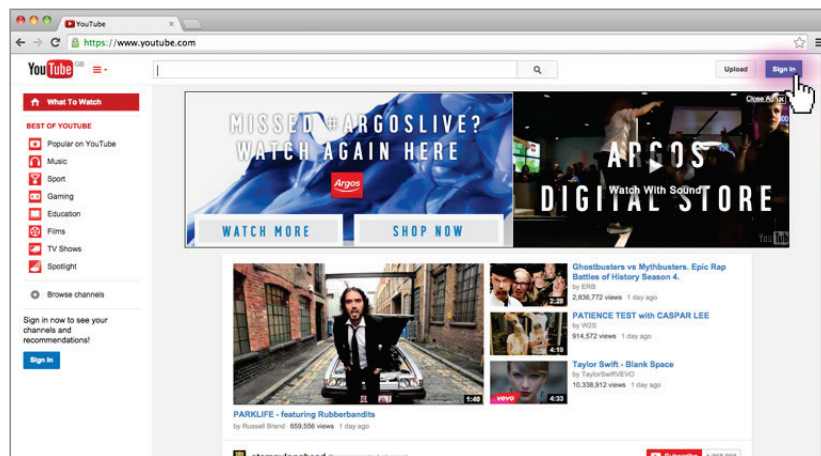 YouTube
https://www.youtube.com
YouTube GB
Upload
Sign In
What To Watch
BEST OF YOUTUBE
Popular on YouTube
Music
Sport
Gaming
Education
Films
TV Shows
Spotlight
Browse channels
Sign in now to see your
channels and
recommendations!
Sign In
MISSED #ARGOSLIVE?
WATCH AGAIN HERE
Argos
WATCH MORE
SHOP NOW
Close Ad X
ARGOS
Watch With Sound
DIGITAL STORE
YouTube
1:40
PARKLIFE - featuring Rubberbandits
by Russell Brand 659,556 views 1 day ago
2:28
Ghostbusters vs Mythbusters. Epic Rap
Battles of History Season 4.
by ERB
2,836,772 views 1 day ago
4:19
PATIENCE TEST with CASPAR LEE
by W2S
914,572 views 1 day ago
vevo
4:33
Taylor Swift - Blank Space
by TaylorSwiftVEVO
10,338,912 views 1 day ago
Subscribe